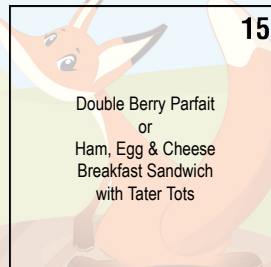 15
Double Berry Parfait
or
Ham, Egg & Cheese
Breakfast Sandwich
with Tater Tots